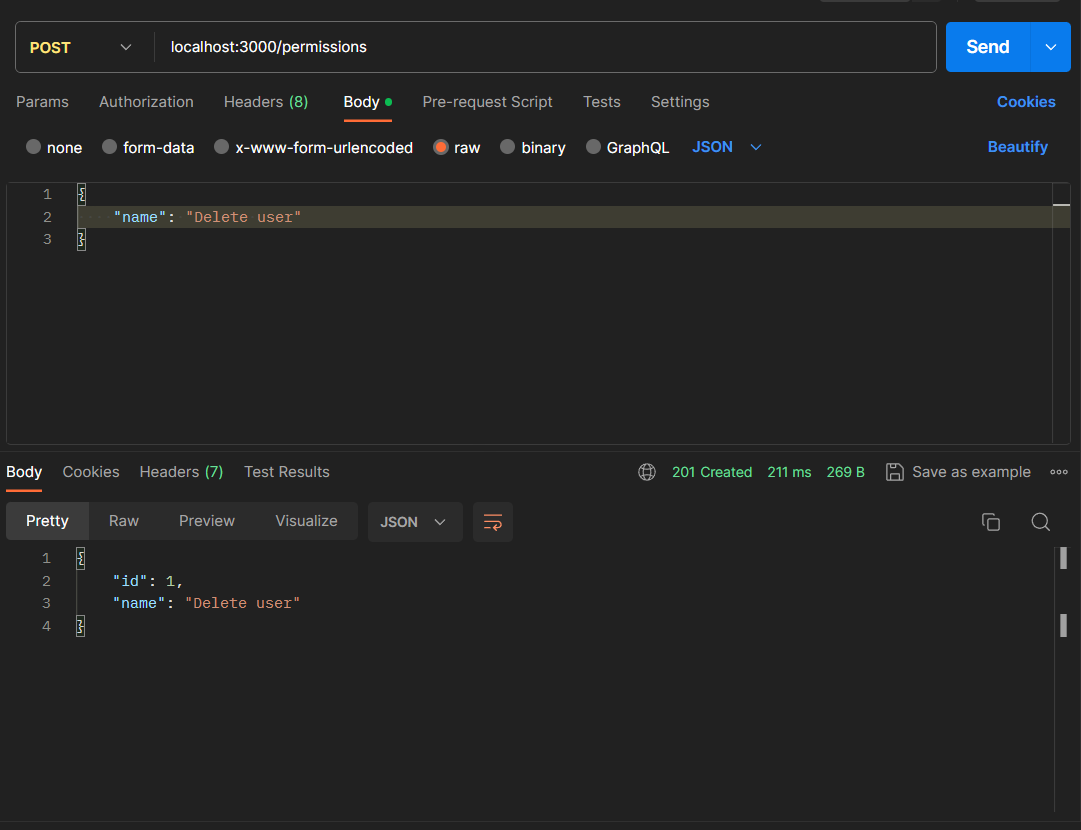 POST localhost:3000/permissions Send
Params Authorization Headers (8) Body Pre-request Script Tests Settings Cookies
none form-data x-www-form-urlencoded raw binary GraphQL JSON Beautify
1 {
2 "name": "Delete user"
3 }
Body Cookies Headers (7) Test Results 201 Created 211 ms 269 B Save as example
Pretty Raw Preview Visualize JSON
1 {
2 "id": 1,
3 "name": "Delete user"
4 }